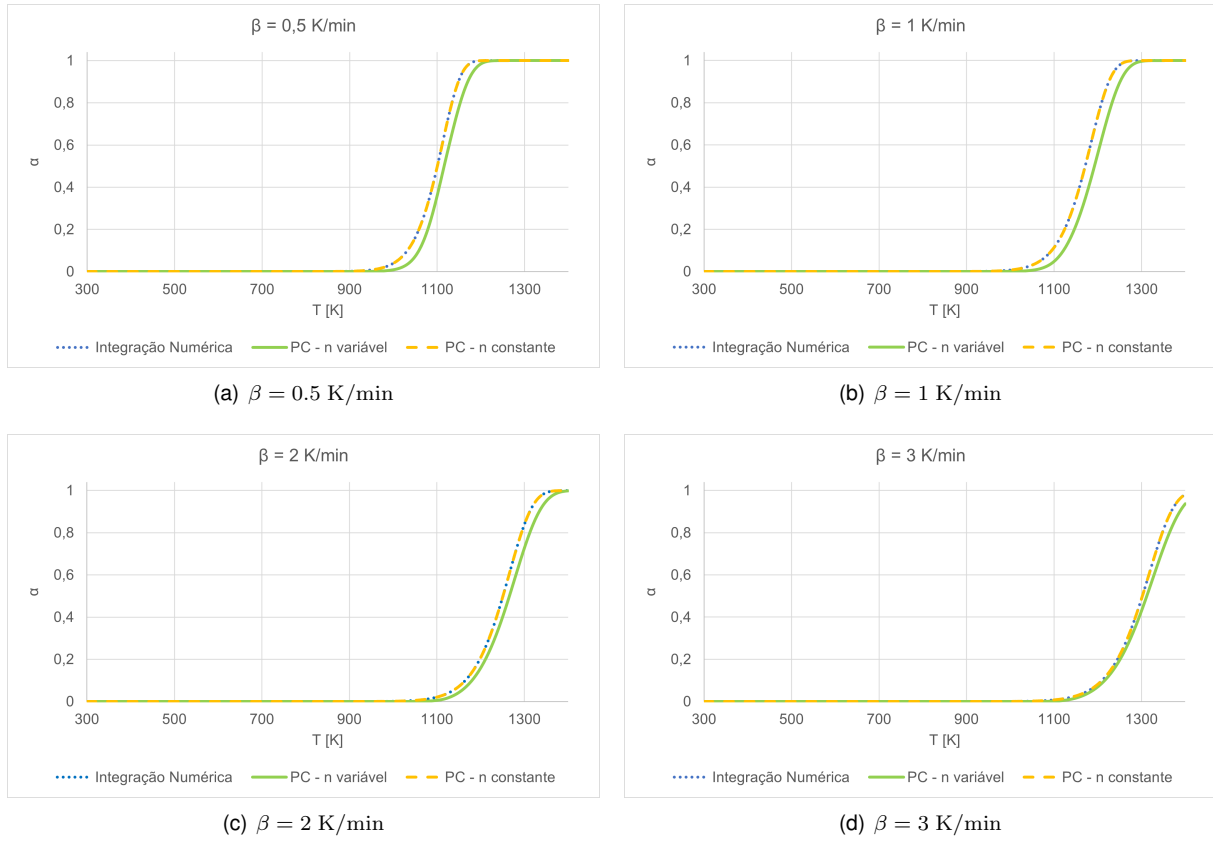 β = 0,5 K/min
1
0,8
0,6
0,4
0,2
0
α
300 500 700 900 1100 1300
T [K]
Integração Numérica PC - n variável PC - n constante
(a) β = 0.5 K/min
β = 1 K/min
1
0,8
0,6
0,4
0,2
0
α
300 500 700 900 1100 1300
T [K]
Integração Numérica PC - n variável PC - n constante
(b) β = 1 K/min
β = 2 K/min
1
0,8
0,6
0,4
0,2
0
α
300 500 700 900 1100 1300
T [K]
Integração Numérica PC - n variável PC - n constante
(c) β = 2 K/min
β = 3 K/min
1
0,8
0,6
0,4
0,2
0
α
300 500 700 900 1100 1300
T [K]
Integração Numérica PC - n variável PC - n constante
(d) β = 3 K/min